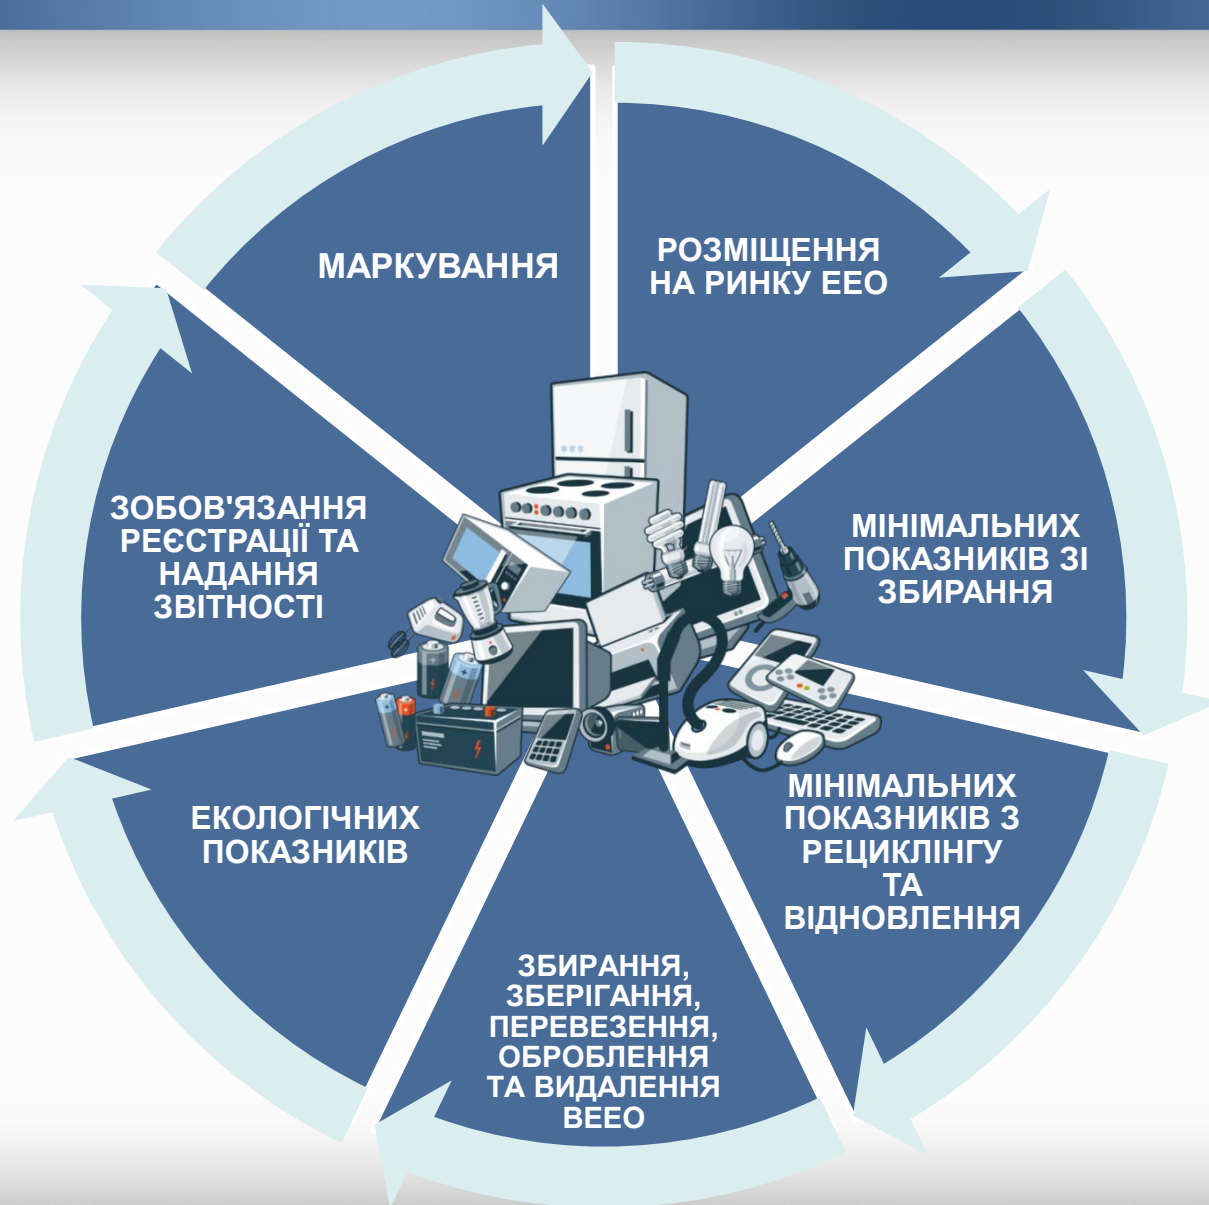 МАРКУВАННЯ
РОЗМІЩЕННЯ
НА РИНКУ ЕЕО
МІНІМАЛЬНИХ
ПОКАЗНИКІВ ЗІ
ЗБИРАННЯ
МІНІМАЛЬНИХ
ПОКАЗНИКІВ З
РЕЦИКЛІНГУ
ТА
ВІДНОВЛЕННЯ
ЗБИРАННЯ,
ЗБЕРІГАННЯ,
ПЕРЕВЕЗЕННЯ,
ОБРОБЛЕННЯ
ТА ВИДАЛЕННЯ
ВЕЕО
ЕКОЛОГІЧНИХ
ПОКАЗНИКІВ
ЗОБОВ'ЯЗАННЯ
РЕЄСТРАЦІЇ ТА
НАДАННЯ
ЗВІТНОСТІ